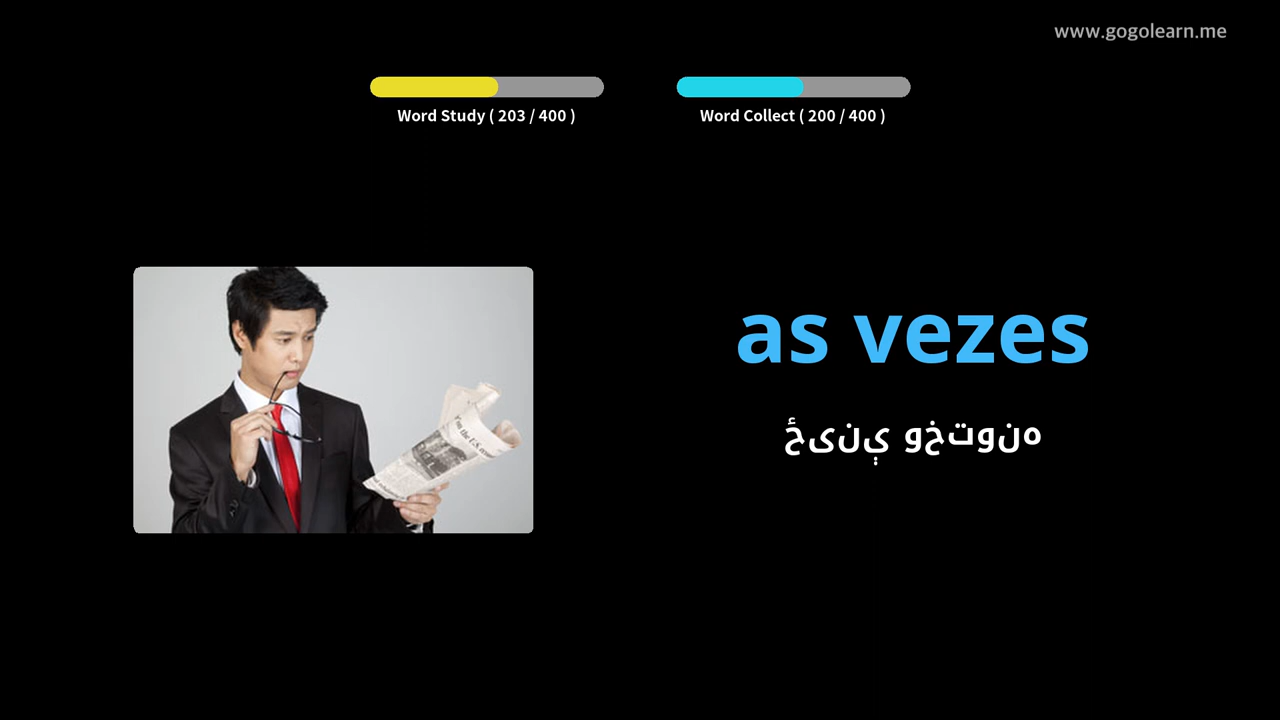 www.gogolearn.me
Word Study ( 203 / 400 )
Word Collect ( 200 / 400 )
as vezes
ځینې وختونه